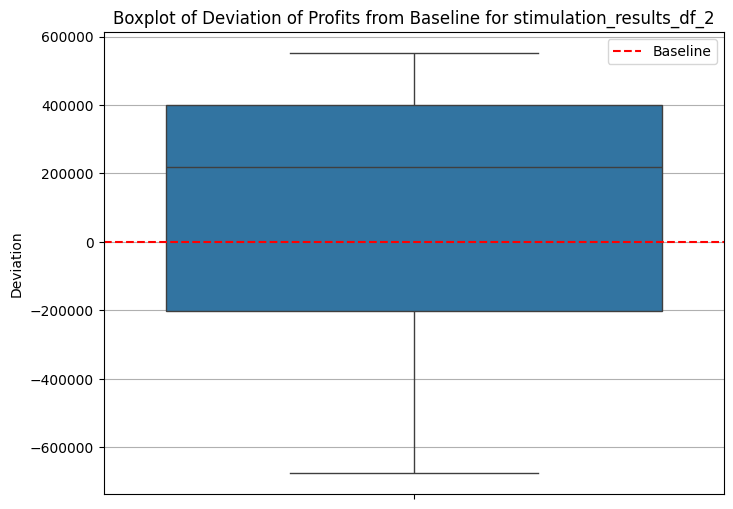 Boxplot of Deviation of Profits from Baseline for stimulation_results_df_2
600000
Baseline
400000
200000
0
Deviation
−200000
−400000
−600000